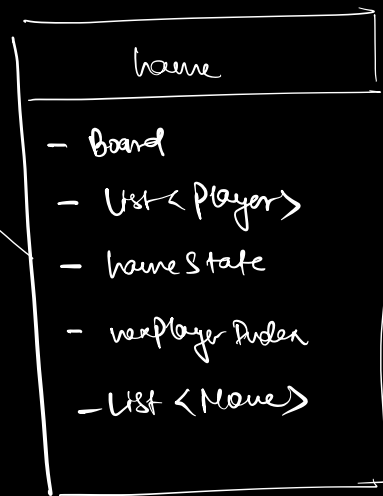 Game
- Board
- List<Player>
- GameState
- nexPlayerIndex
- List <Move>